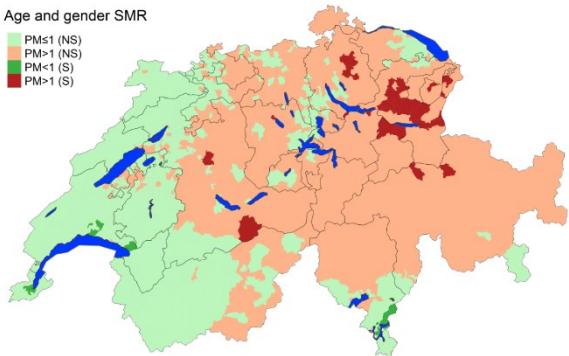 Age and gender SMR
PM≤1 (NS)
PM>1 (NS)
PM<1 (S)
PM>1 (S)